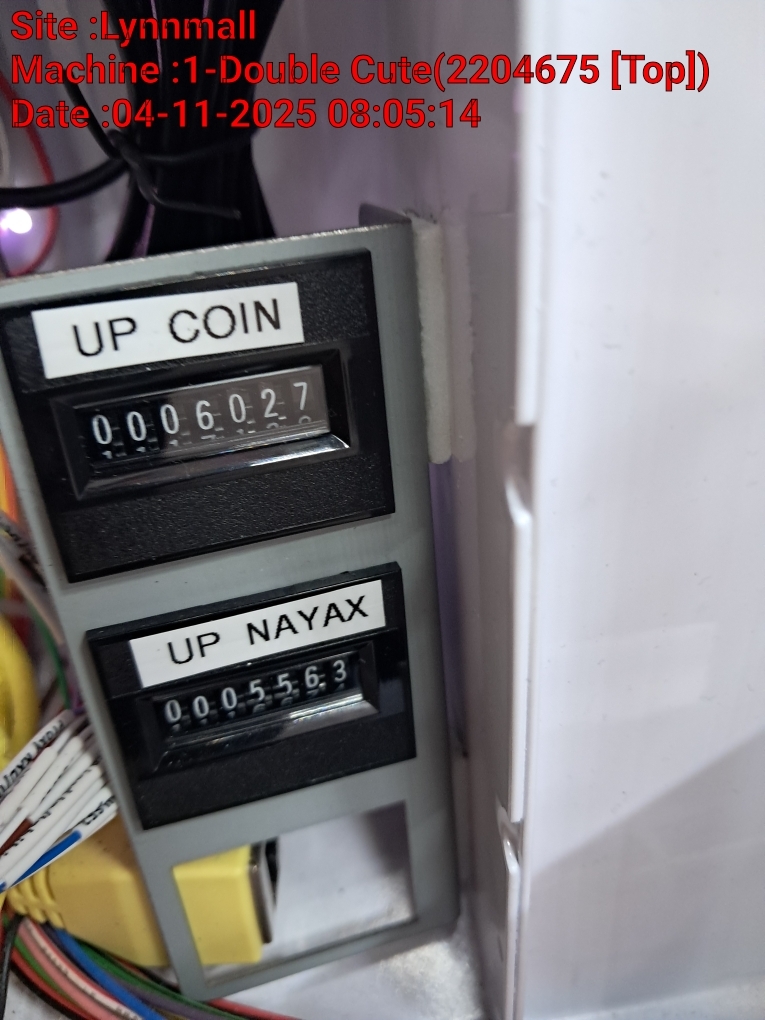 Site :Lynnmall
Machine :1-Double Cute(2204675 [Top])
Date :04-11-2025 08:05:14
UP COIN
0006027
UP NAYAX
0005563